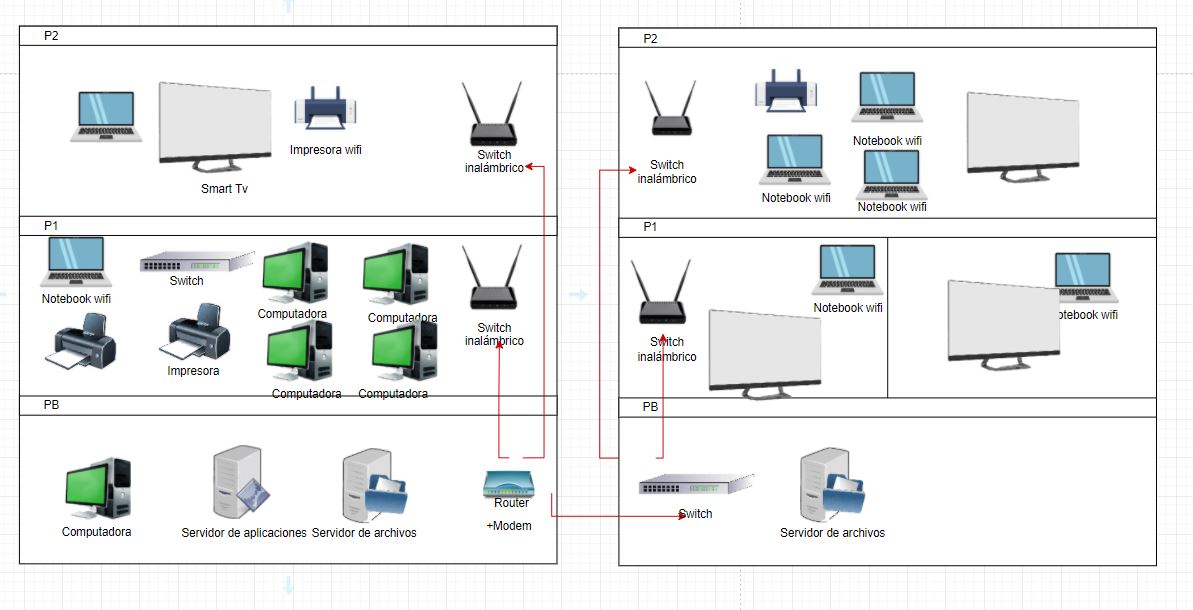 P2
Smart Tv
Impresora wifi
Switch
inalámbrico
P1
Notebook wifi
Switch
Computadora
Computadora
Switch
inalámbrico
Impresora
Computadora
Computadora
PB
Computadora
Servidor de aplicaciones
Servidor de archivos
Router
+Modem
P2
Switch
inalámbrico
Notebook wifi
Notebook wifi
Notebook wifi
P1
Switch
inalámbrico
Notebook wifi
otebook wifi
PB
Switch
Servidor de archivos